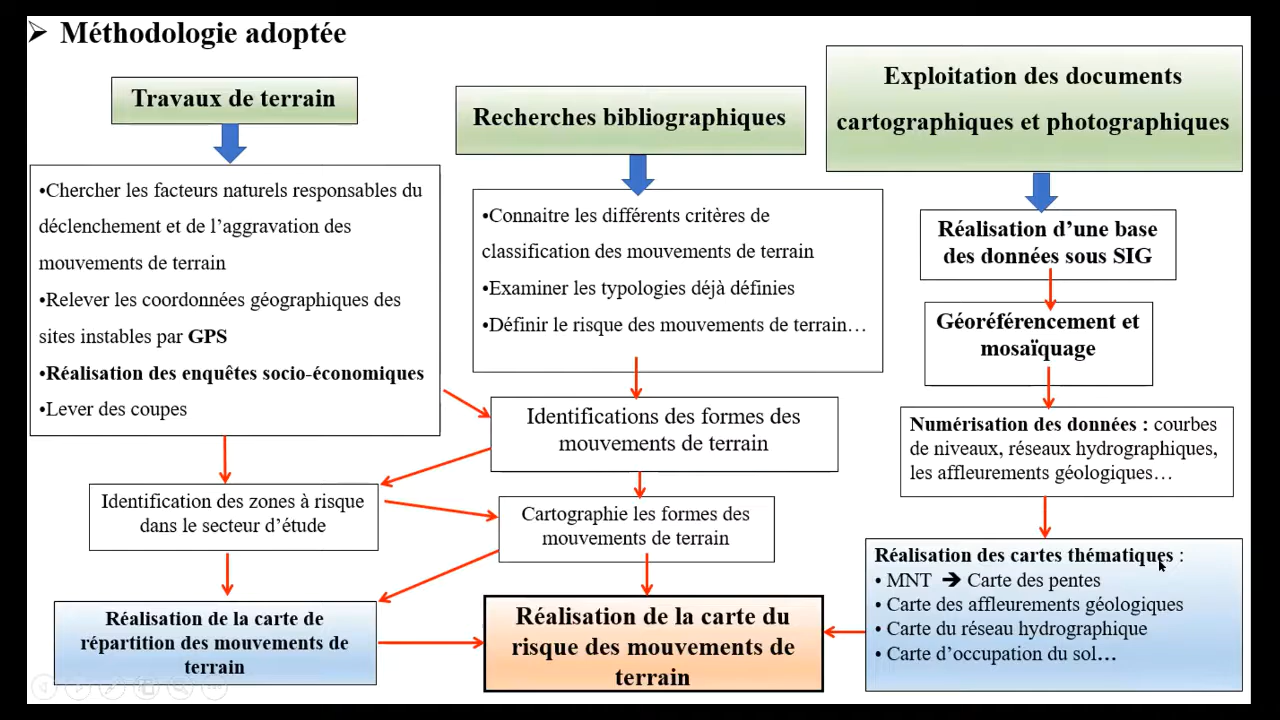 ➢ Méthodologie adoptée
Travaux de terrain
•Chercher les facteurs naturels responsables du
déclenchement et de l’aggravation des
mouvements de terrain
•Relever les coordonnées géographiques des
sites instables par GPS
•Réalisation des enquêtes socio-économiques
•Lever des coupes
Identification des zones à risque
dans le secteur d’étude
Réalisation de la carte de
répartition des mouvements de
terrain
Recherches bibliographiques
•Connaitre les différents critères de
classification des mouvements de terrain
•Examiner les typologies déjà définies
•Définir le risque des mouvements de terrain…
Identifications des formes des
mouvements de terrain
Cartographie les formes des
mouvements de terrain
Réalisation de la carte du
risque des mouvements de
terrain
Exploitation des documents
cartographiques et photographiques
Réalisation d’une base
des données sous SIG
Géoréférencement et
mosaïquage
Numérisation des données : courbes
de niveaux, réseaux hydrographiques,
les affleurements géologiques…
Réalisation des cartes thématiques :
• MNT ➔ Carte des pentes
• Carte des affleurements géologiques
• Carte du réseau hydrographique
• Carte d’occupation du sol…